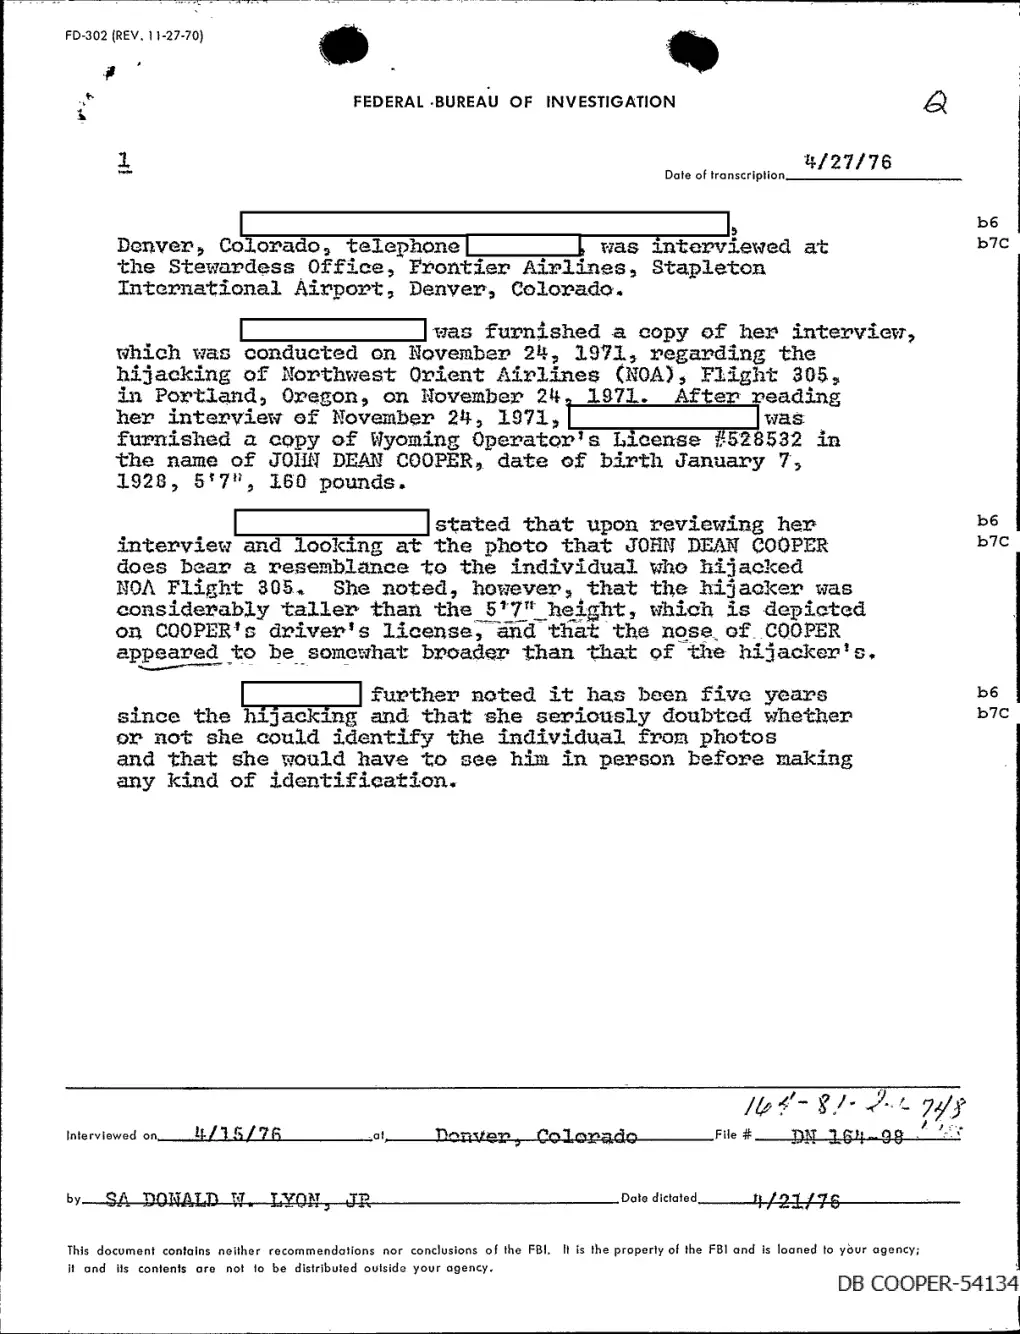 FD-302 (REV. 11-27-70)
FEDERAL BUREAU OF INVESTIGATION
Q
1
Date of transcription 4/27/76
, b6
Denver, Colorado, telephone , was interviewed at b7C
the Stewardess Office, Frontier Airlines, Stapleton
International Airport, Denver, Colorado.
was furnished a copy of her interview,
which was conducted on November 24, 1971, regarding the
hijacking of Northwest Orient Airlines (NOA), Flight 305,
in Portland, Oregon, on November 24, 1971. After reading
her interview of November 24, 1971, was
furnished a copy of Wyoming Operator's License #528532 in
the name of JOHN DEAN COOPER, date of birth January 7,
1928, 5'7", 160 pounds.
stated that upon reviewing her b6
interview and looking at the photo that JOHN DEAN COOPER b7C
does bear a resemblance to the individual who hijacked
NOA Flight 305. She noted, however, that the hijacker was
considerably taller than the 5'7" height, which is depicted
on COOPER's driver's license, and that the nose of COOPER
appeared to be somewhat broader than that of the hijacker's.
further noted it has been five years b6
since the hijacking and that she seriously doubted whether b7C
or not she could identify the individual from photos
and that she would have to see him in person before making
any kind of identification.
164-81-
Interviewed on 4/15/76 at Denver, Colorado File # DN 164-98
by SA DONALD W. LYON, JR Date dictated 4/21/76
This document contains neither recommendations nor conclusions of the FBI. It is the property of the FBI and is loaned to your agency;
it and its contents are not to be distributed outside your agency.
DB COOPER-54134